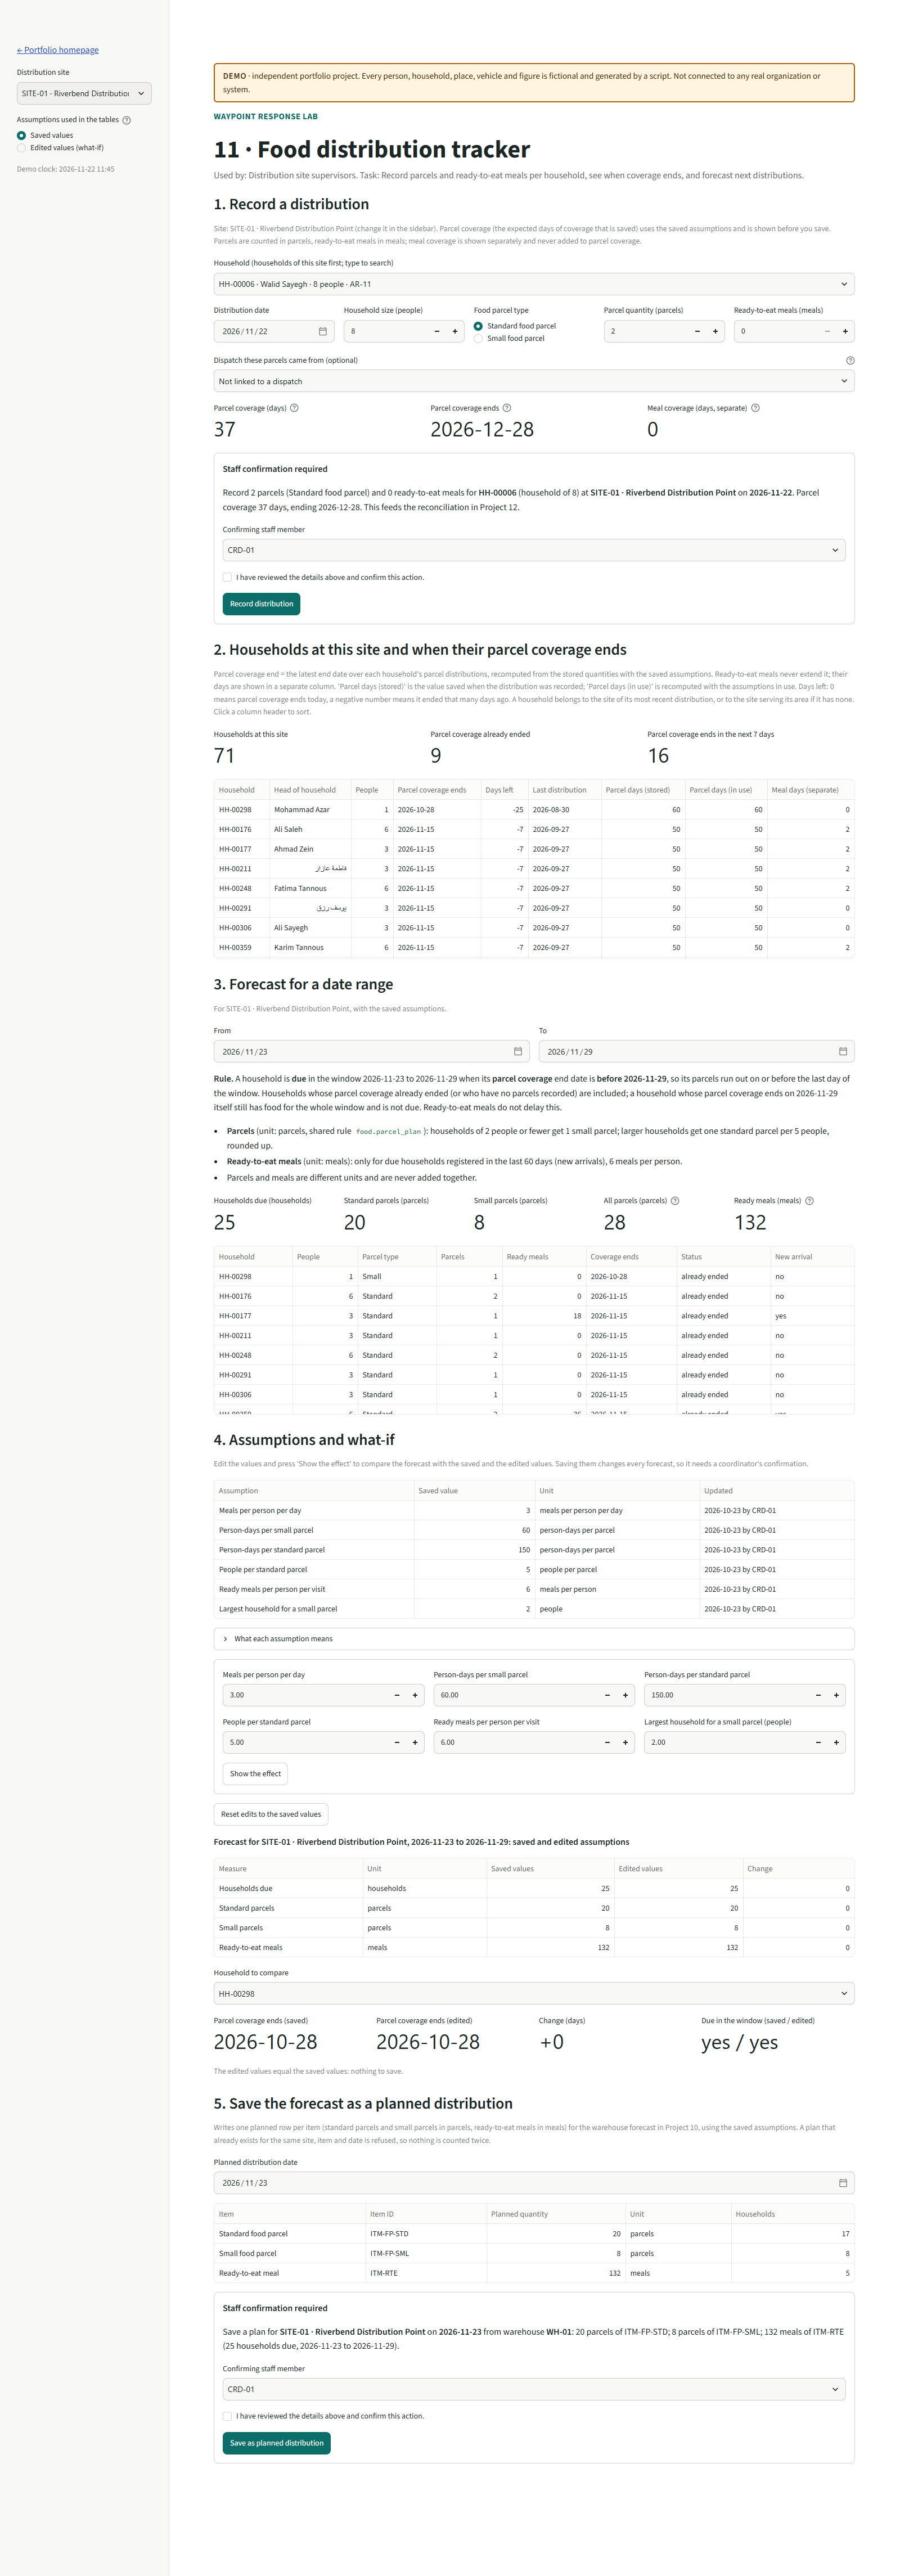 ← Portfolio homepage
Distribution site
SITE-01 · Riverbend Distribution
Assumptions used in the tables
Saved values
Edited values (what-if)
Demo clock: 2026-11-22 11:45
DEMO · independent portfolio project. Every person, household, place, vehicle and figure is fictional and generated by a script. Not connected to any real organization or
system.
WAYPOINT RESPONSE LAB
11 · Food distribution tracker
Used by: Distribution site supervisors. Task: Record parcels and ready-to-eat meals per household, see when coverage ends, and forecast next distributions.
1. Record a distribution
Site: SITE-01 · Riverbend Distribution Point (change it in the sidebar). Parcel coverage (the expected days of coverage that is saved) uses the saved assumptions and is shown before you save.
Parcels are counted in parcels, ready-to-eat meals in meals; meal coverage is shown separately and never added to parcel coverage.
Household (households of this site first; type to search)
HH-00006 · Walid Sayegh · 8 people · AR-11
Distribution date Household size (people) Food parcel type Parcel quantity (parcels) Ready-to-eat meals (meals)
2026/11/22 8 Standard food parcel 2 0
Small food parcel
Dispatch these parcels came from (optional)
Not linked to a dispatch
Parcel coverage (days) Parcel coverage ends Meal coverage (days, separate)
37 2026-12-28 0
Staff confirmation required
Record 2 parcels (Standard food parcel) and 0 ready-to-eat meals for HH-00006 (household of 8) at SITE-01 · Riverbend Distribution Point on 2026-11-22. Parcel
coverage 37 days, ending 2026-12-28. This feeds the reconciliation in Project 12.
Confirming staff member
CRD-01
I have reviewed the details above and confirm this action.
Record distribution
2. Households at this site and when their parcel coverage ends
Parcel coverage end = the latest end date over each household's parcel distributions, recomputed from the stored quantities with the saved assumptions. Ready-to-eat meals never extend it; their
days are shown in a separate column. 'Parcel days (stored)' is the value saved when the distribution was recorded; 'Parcel days (in use)' is recomputed with the assumptions in use. Days left: 0
means parcel coverage ends today, a negative number means it ended that many days ago. A household belongs to the site of its most recent distribution, or to the site serving its area if it has none.
Click a column header to sort.
Households at this site Parcel coverage already ended Parcel coverage ends in the next 7 days
71 9 16
Household Head of household People Parcel coverage ends Days left Last distribution Parcel days (stored) Parcel days (in use) Meal days (separate)
HH-00298 Mohammad Azar 1 2026-10-28 -25 2026-08-30 60 60 0
HH-00176 Ali Saleh 6 2026-11-15 -7 2026-09-27 50 50 2
HH-00177 Ahmad Zein 3 2026-11-15 -7 2026-09-27 50 50 2
HH-00211 فاطمة عازار 3 2026-11-15 -7 2026-09-27 50 50 2
HH-00248 Fatima Tannous 6 2026-11-15 -7 2026-09-27 50 50 2
HH-00291 يوسف رزق 3 2026-11-15 -7 2026-09-27 50 50 0
HH-00306 Ali Sayegh 3 2026-11-15 -7 2026-09-27 50 50 0
HH-00359 Karim Tannous 6 2026-11-15 -7 2026-09-27 50 50 2
3. Forecast for a date range
For SITE-01 · Riverbend Distribution Point, with the saved assumptions.
From To
2026/11/23 2026/11/29
Rule. A household is due in the window 2026-11-23 to 2026-11-29 when its parcel coverage end date is before 2026-11-29, so its parcels run out on or before the last day of
the window. Households whose parcel coverage already ended (or who have no parcels recorded) are included; a household whose parcel coverage ends on 2026-11-29
itself still has food for the whole window and is not due. Ready-to-eat meals do not delay this.
• Parcels (unit: parcels, shared rule food.parcel_plan ): households of 2 people or fewer get 1 small parcel; larger households get one standard parcel per 5 people,
rounded up.
• Ready-to-eat meals (unit: meals): only for due households registered in the last 60 days (new arrivals), 6 meals per person.
• Parcels and meals are different units and are never added together.
Households due (households) Standard parcels (parcels) Small parcels (parcels) All parcels (parcels) Ready meals (meals)
25 20 8 28 132
Household People Parcel type Parcels Ready meals Coverage ends Status New arrival
HH-00298 1 Small 1 0 2026-10-28 already ended no
HH-00176 6 Standard 2 0 2026-11-15 already ended no
HH-00177 3 Standard 1 18 2026-11-15 already ended yes
HH-00211 3 Standard 1 0 2026-11-15 already ended no
HH-00248 6 Standard 2 0 2026-11-15 already ended no
HH-00291 3 Standard 1 0 2026-11-15 already ended no
HH-00306 3 Standard 1 0 2026-11-15 already ended no
4. Assumptions and what-if
Edit the values and press 'Show the effect' to compare the forecast with the saved and the edited values. Saving them changes every forecast, so it needs a coordinator's confirmation.
Assumption Saved value Unit Updated
Meals per person per day 3 meals per person per day 2026-10-23 by CRD-01
Person-days per small parcel 60 person-days per parcel 2026-10-23 by CRD-01
Person-days per standard parcel 150 person-days per parcel 2026-10-23 by CRD-01
People per standard parcel 5 people per parcel 2026-10-23 by CRD-01
Ready meals per person per visit 6 meals per person 2026-10-23 by CRD-01
Largest household for a small parcel 2 people 2026-10-23 by CRD-01
What each assumption means
Meals per person per day Person-days per small parcel Person-days per standard parcel
3.00 60.00 150.00
People per standard parcel Ready meals per person per visit Largest household for a small parcel (people)
5.00 6.00 2.00
Show the effect
Reset edits to the saved values
Forecast for SITE-01 · Riverbend Distribution Point, 2026-11-23 to 2026-11-29: saved and edited assumptions
Measure Unit Saved values Edited values Change
Households due households 25 25 0
Standard parcels parcels 20 20 0
Small parcels parcels 8 8 0
Ready-to-eat meals meals 132 132 0
Household to compare
HH-00298
Parcel coverage ends (saved) Parcel coverage ends (edited) Change (days) Due in the window (saved / edited)
2026-10-28 2026-10-28 +0 yes / yes
The edited values equal the saved values: nothing to save.
5. Save the forecast as a planned distribution
Writes one planned row per item (standard parcels and small parcels in parcels, ready-to-eat meals in meals) for the warehouse forecast in Project 10, using the saved assumptions. A plan that
already exists for the same site, item and date is refused, so nothing is counted twice.
Planned distribution date
2026/11/23
Item Item ID Planned quantity Unit Households
Standard food parcel ITM-FP-STD 20 parcels 17
Small food parcel ITM-FP-SML 8 parcels 8
Ready-to-eat meal ITM-RTE 132 meals 5
Staff confirmation required
Save a plan for SITE-01 · Riverbend Distribution Point on 2026-11-23 from warehouse WH-01: 20 parcels of ITM-FP-STD; 8 parcels of ITM-FP-SML; 132 meals of ITM-RTE
(25 households due, 2026-11-23 to 2026-11-29).
Confirming staff member
CRD-01
I have reviewed the details above and confirm this action.
Save as planned distribution